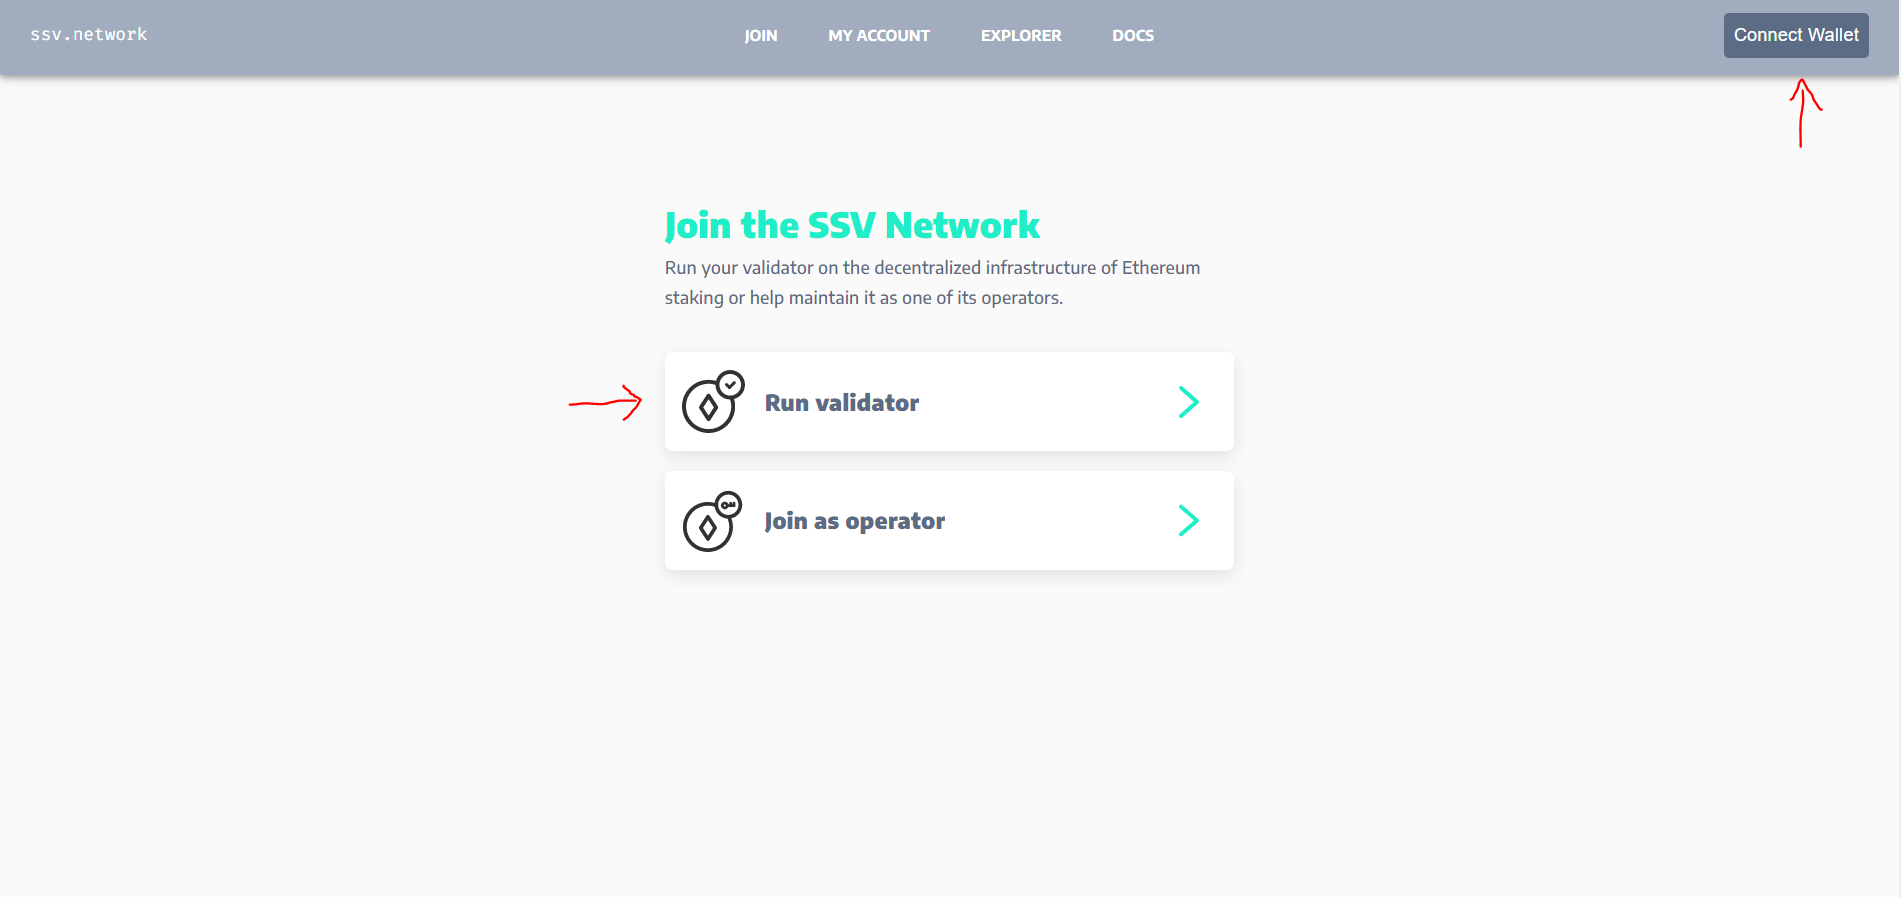 ssv.network
JOIN
MY ACCOUNT
EXPLORER
DOCS
Connect Wallet
Join the SSV Network
Run your validator on the decentralized infrastructure of Ethereum
staking or help maintain it as one of its operators.
Run validator
Join as operator